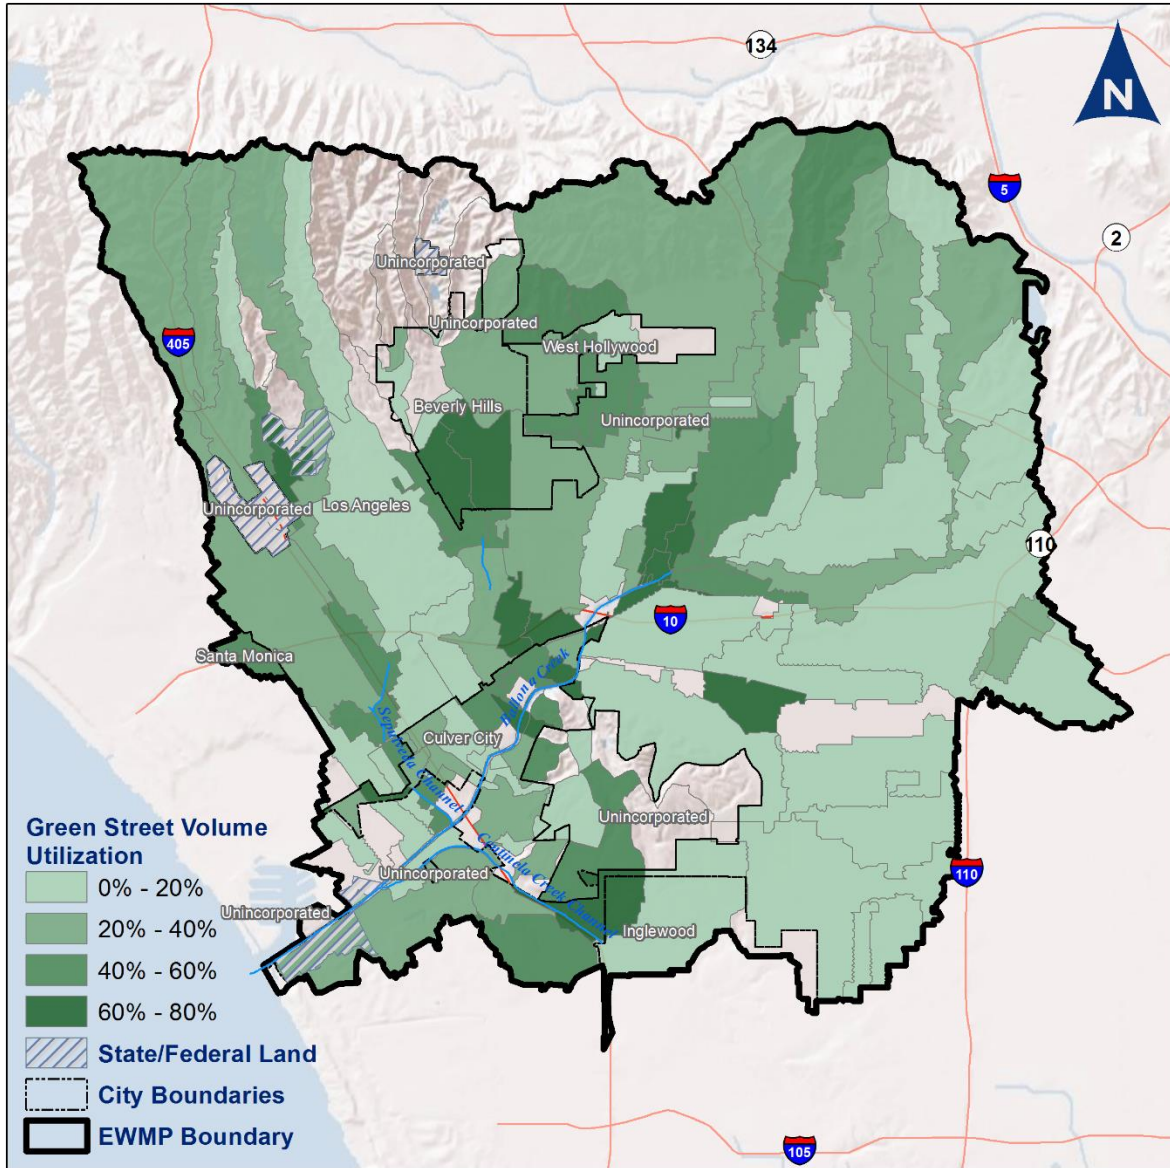 134
N
5
2
Unincorporated
Unincorporated
405
West Hollywood
Beverly Hills
Unincorporated
Los Angeles
Unincorporated
110
10
Santa Monica
Ballona Creek
Culver City
Sepulveda Channel
Unincorporated
Centinela Creek Channel
Unincorporated
110
Unincorporated
Inglewood
Green Street Volume
Utilization
0% - 20%
20% - 40%
40% - 60%
60% - 80%
State/Federal Land
City Boundaries
EWMP Boundary
105